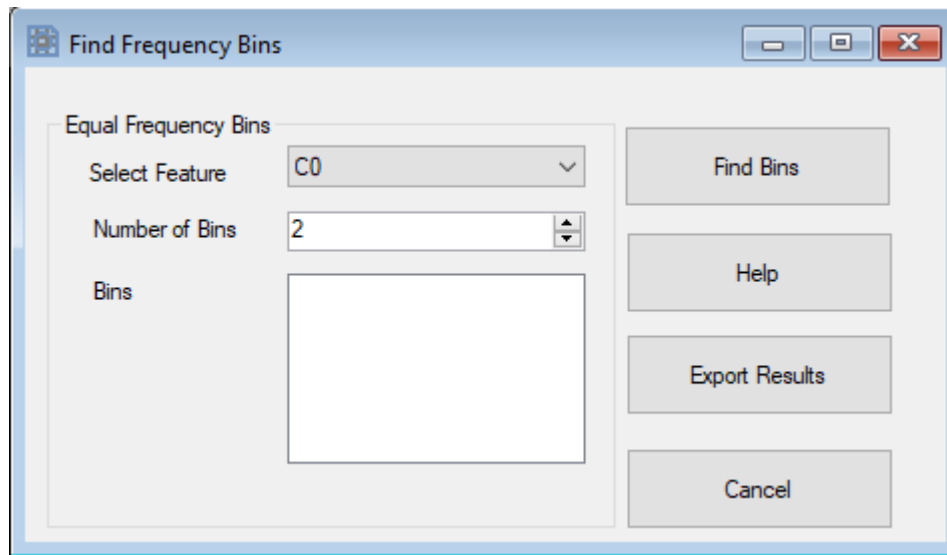 Find Frequency Bins
Equal Frequency Bins
Select Feature
C0
Number of Bins
2
Bins
Find Bins
Help
Export Results
Cancel